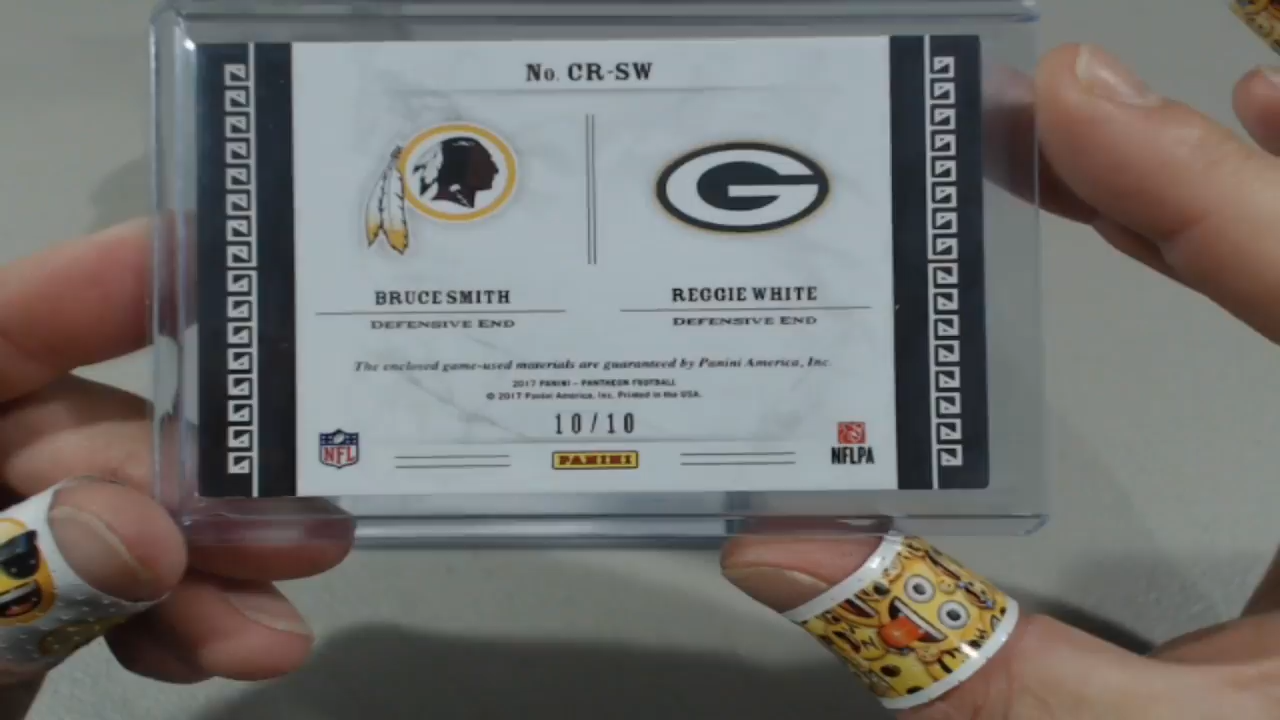 No. CR-SW
G
BRUCE SMITH
REGGIE WHITE
DEFENSIVE END
DEFENSIVE END
The enclosed game-used materials are guaranteed by Panini America, Inc.
2017 PANINI – PANTHEON FOOTBALL
© 2017 Panini America, Inc. Printed in the USA.
10/10
NFL
PANINI
NFLPA